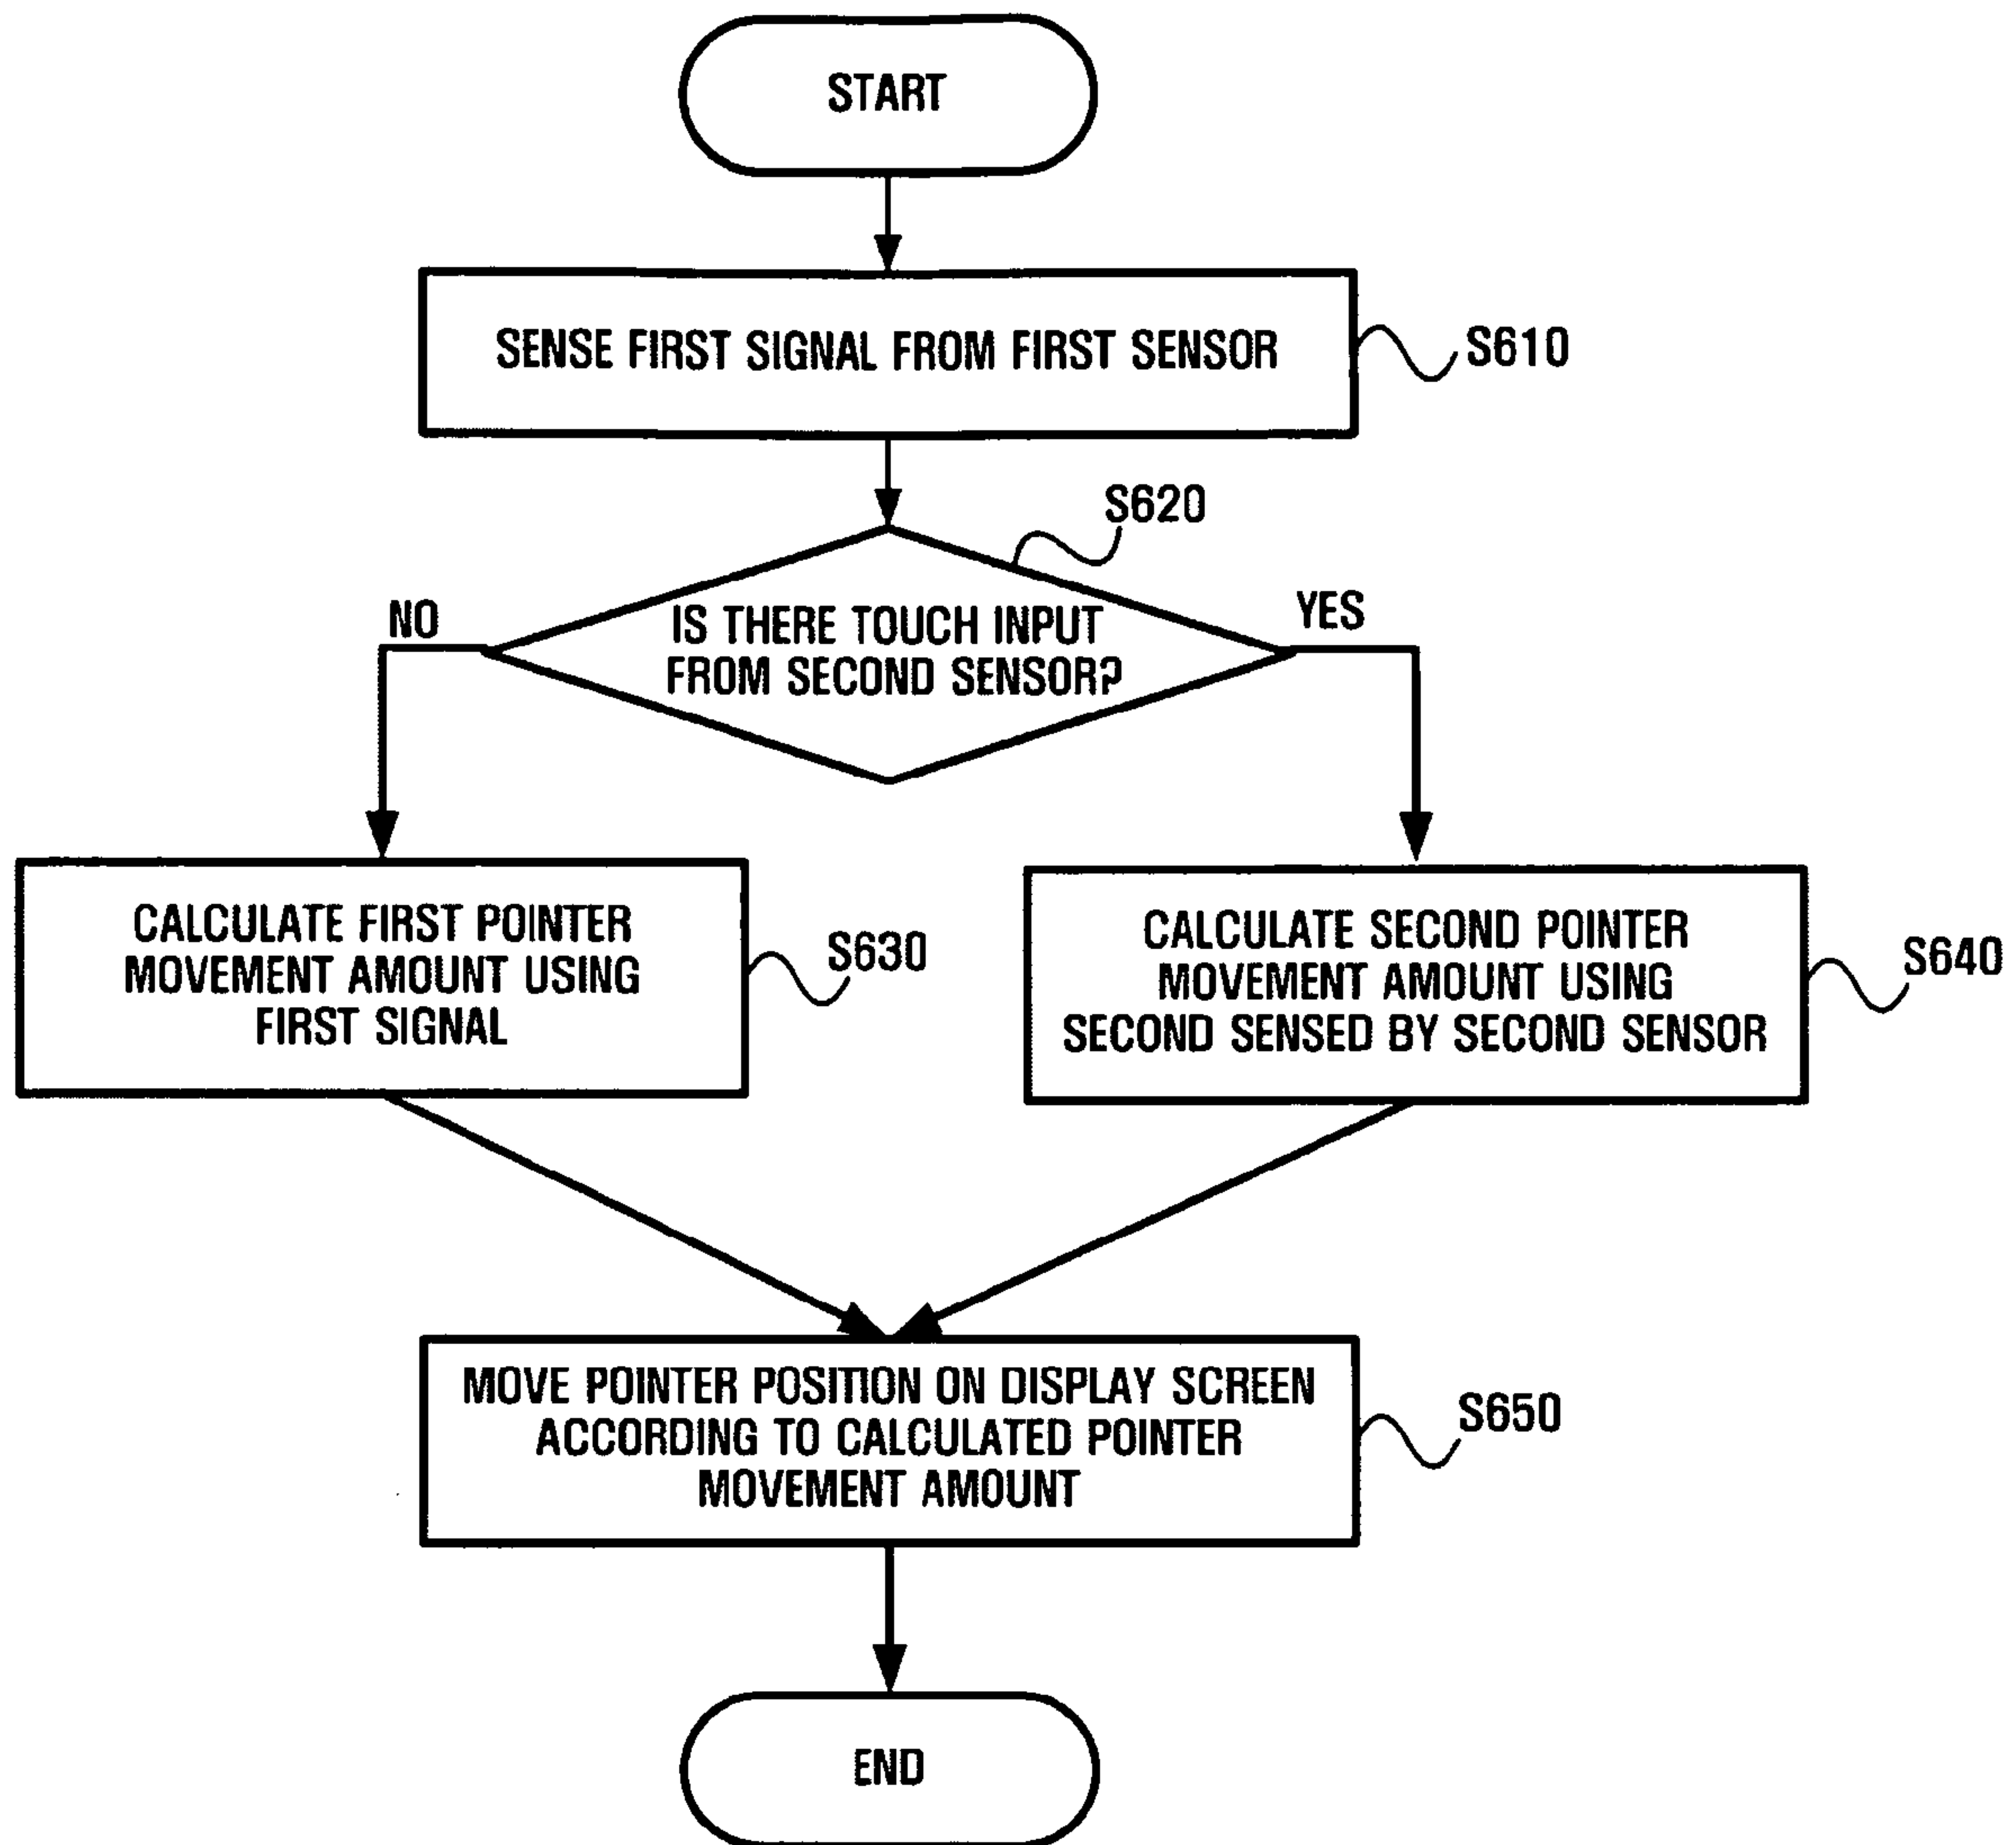 START
SENSE FIRST SIGNAL FROM FIRST SENSOR
S610
S620
NO
IS THERE TOUCH INPUT
FROM SECOND SENSOR?
YES
CALCULATE FIRST POINTER
MOVEMENT AMOUNT USING
FIRST SIGNAL
S630
CALCULATE SECOND POINTER
MOVEMENT AMOUNT USING
SECOND SENSED BY SECOND SENSOR
S640
MOVE POINTER POSITION ON DISPLAY SCREEN
ACCORDING TO CALCULATED POINTER
MOVEMENT AMOUNT
S650
END